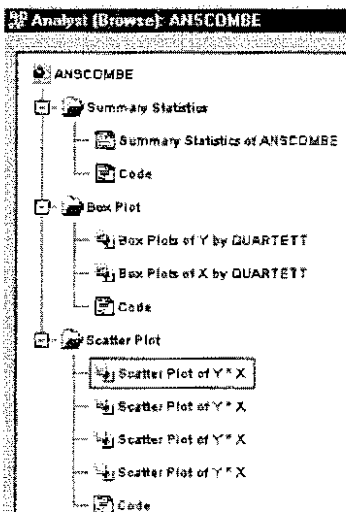 Analyst (Browse): ANSCOMBE
ANSCOMBE
Summary Statistics
Summary Statistics of ANSCOMBE
Code
Box Plot
Box Plots of Y by QUARTETT
Box Plots of X by QUARTETT
Code
Scatter Plot
Scatter Plot of Y * X
Scatter Plot of Y * X
Scatter Plot of Y * X
Scatter Plot of Y * X
Code